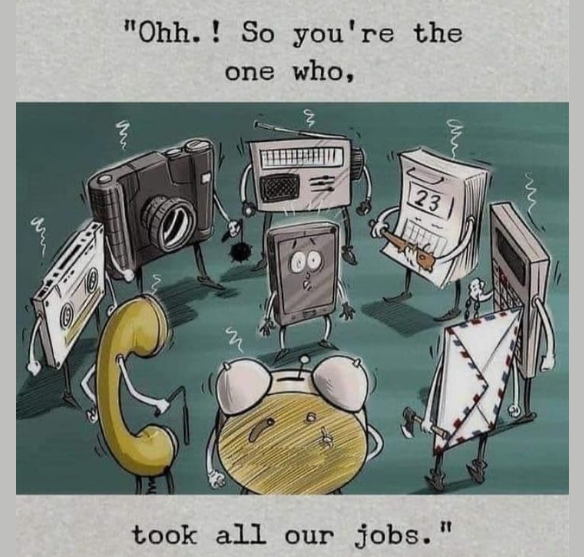 "Ohh.! So you're the
one who,
23
took all our jobs."